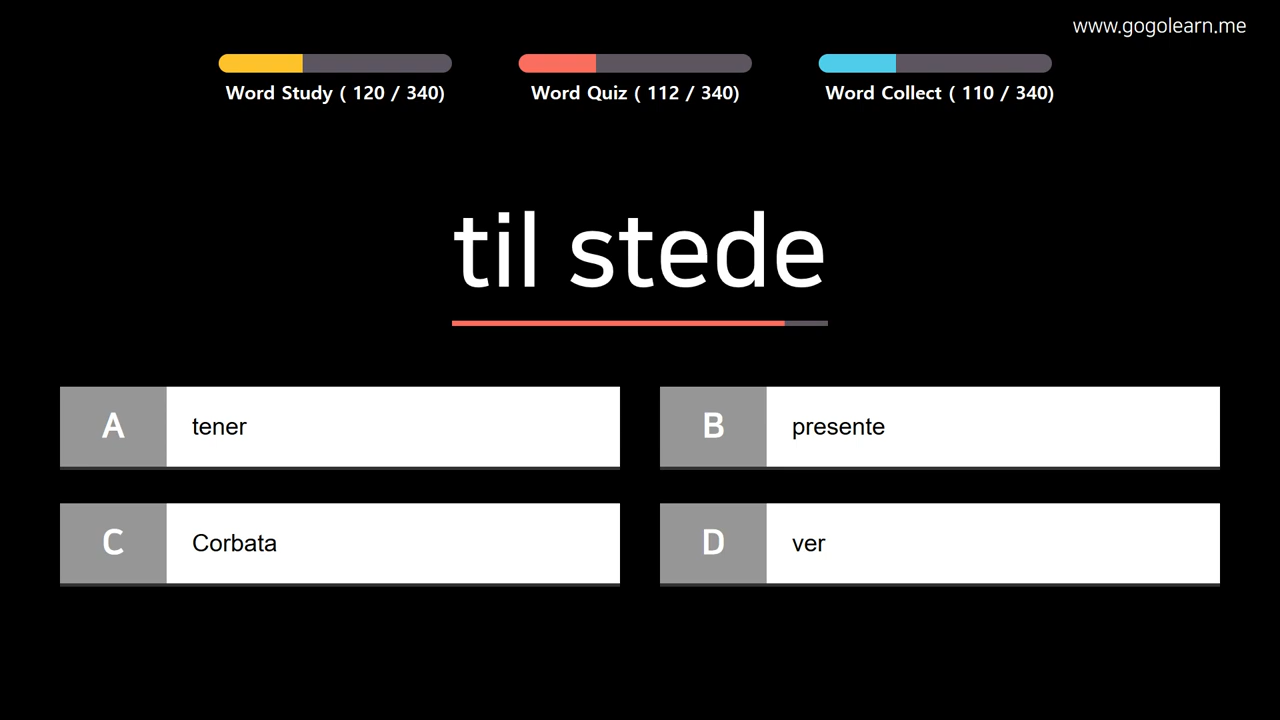 www.gogolearn.me
Word Study ( 120 / 340)
Word Quiz ( 112 / 340)
Word Collect ( 110 / 340)
til stede
A tener
B presente
C Corbata
D ver